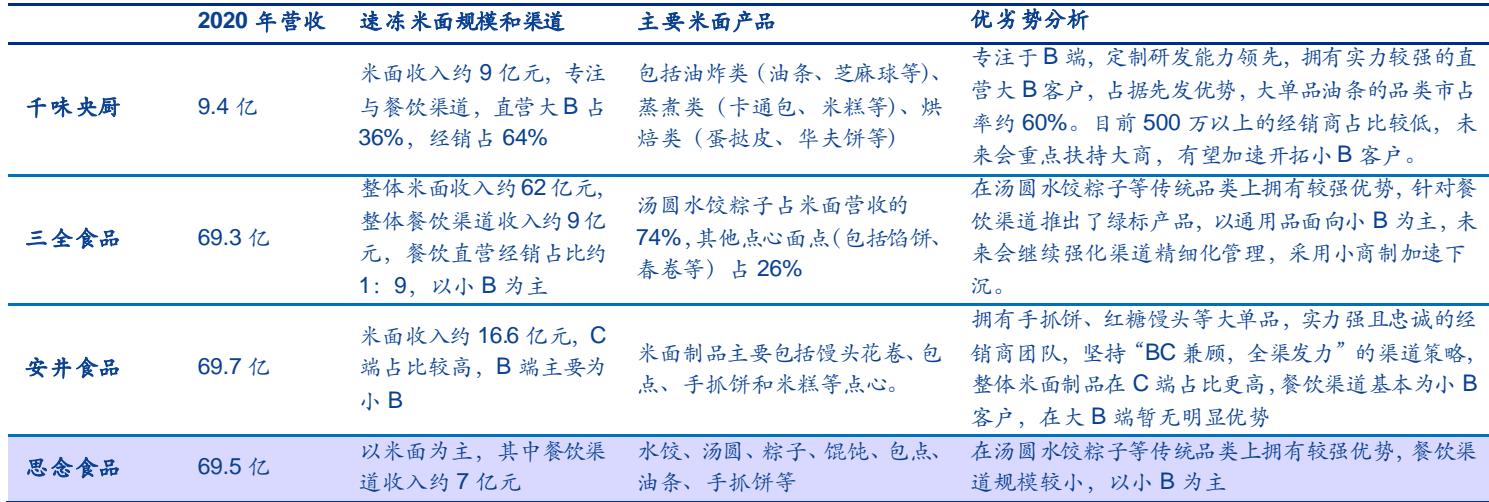 2020 年营收 速冻米面规模和渠道 主要米面产品 优劣势分析
千味央厨
9.4 亿
米面收入约 9 亿元，专注
与餐饮渠道，直营大 B 占
36%，经销占 64%
包括油炸类（油条、芝麻球等）、
蒸煮类（卡通包、米糕等）、烘
焙类（蛋挞皮、华夫饼等）
专注于 B 端，定制研发能力领先，拥有实力较强的直
营大 B 客户，占据先发优势，大单品油条的品类市占
率约 60%。目前 500 万以上的经销商占比较低，未
来会重点扶持大商，有望加速开拓小 B 客户。
三全食品
69.3 亿
整体米面收入约 62 亿元，
整体餐饮渠道收入约 9 亿
元，餐饮直营经销占比约
1：9，以小 B 为主
汤圆水饺粽子占米面营收的
74%，其他点心面点（包括馅饼、
春卷等）占 26%
在汤圆水饺粽子等传统品类上拥有较强优势，针对餐
饮渠道推出了绿标产品，以通用品面向小 B 为主，未
来会继续强化渠道精细化管理，采用小商制加速下
沉。
安井食品
69.7 亿
米面收入约 16.6 亿元，C
端占比较高，B 端主要为
小 B
米面制品主要包括馒头花卷、包
点、手抓饼和米糕等点心。
拥有手抓饼、红糖馒头等大单品，实力强且忠诚的经
销商团队，坚持“BC 兼顾，全渠发力”的渠道策略，
整体米面制品在 C 端占比更高，餐饮渠道基本为小 B
客户，在大 B 端暂无明显优势
思念食品
69.5 亿
以米面为主，其中餐饮渠
道收入约 7 亿元
水饺、汤圆、粽子、馄饨、包点、
油条、手抓饼等
在汤圆水饺粽子等传统品类上拥有较强优势，餐饮渠
道规模较小，以小 B 为主